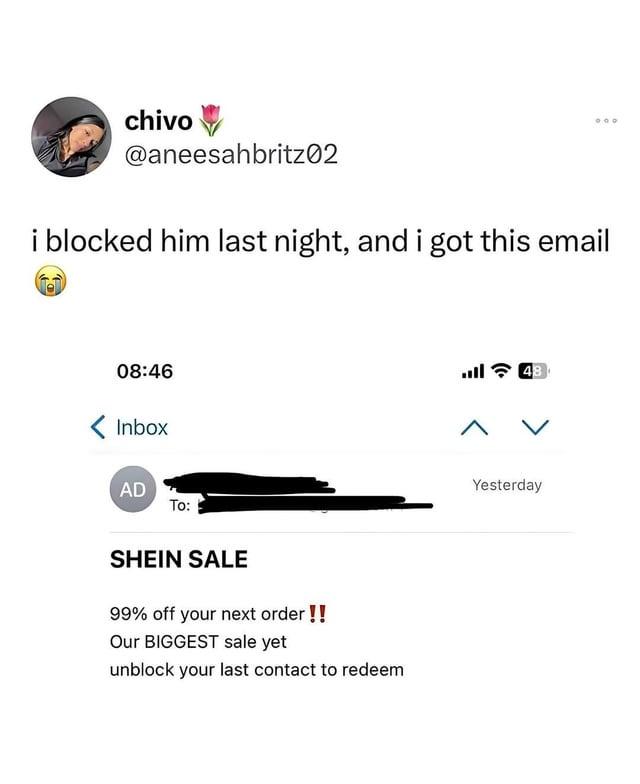 chivo🌷
@aneesahbritz02
i blocked him last night, and i got this email
😭
08:46
48
Inbox
AD
Yesterday
To:
SHEIN SALE
99% off your next order‼️
Our BIGGEST sale yet
unblock your last contact to redeem